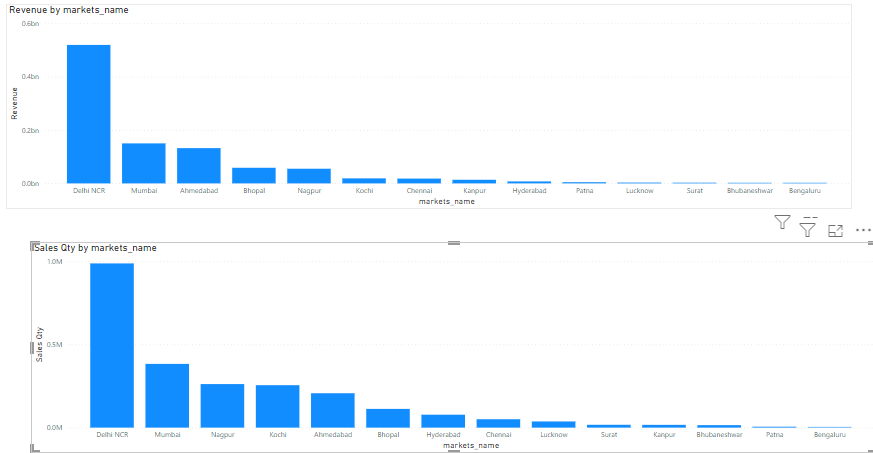 Revenue by markets_name
0.6bn
0.4bn
0.2bn
0.0bn
Revenue
Delhi NCR Mumbai Ahmedabad Bhopal Nagpur Kochi Chennai Kanpur Hyderabad Patna Lucknow Surat Bhubaneshwar Bengaluru
markets_name
Sales Qty by markets_name
1.0M
0.5M
0.0M
Sales Qty
Delhi NCR Mumbai Nagpur Kochi Ahmedabad Bhopal Hyderabad Chennai Lucknow Surat Kanpur Bhubaneshwar Patna Bengaluru
markets_name